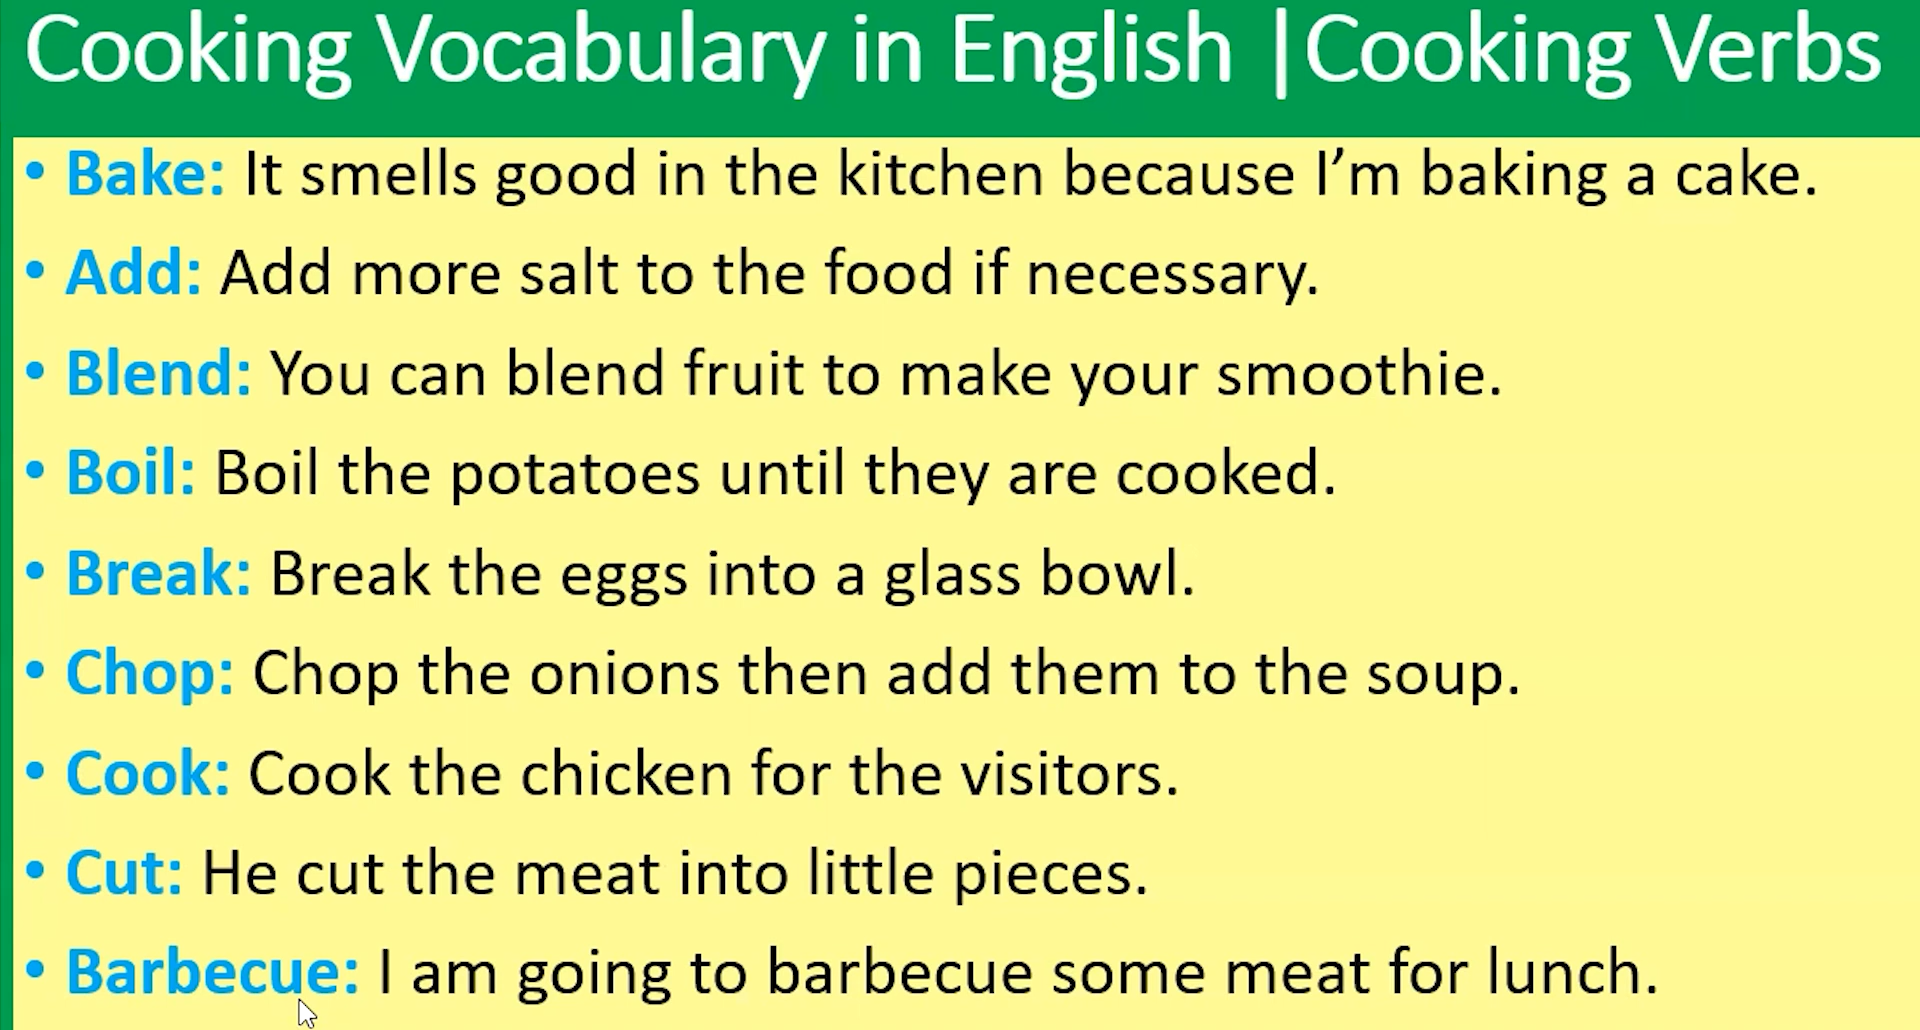 Cooking Vocabulary in English |Cooking Verbs
• Bake: It smells good in the kitchen because I’m baking a cake.
• Add: Add more salt to the food if necessary.
• Blend: You can blend fruit to make your smoothie.
• Boil: Boil the potatoes until they are cooked.
• Break: Break the eggs into a glass bowl.
• Chop: Chop the onions then add them to the soup.
• Cook: Cook the chicken for the visitors.
• Cut: He cut the meat into little pieces.
• Barbecue: I am going to barbecue some meat for lunch.